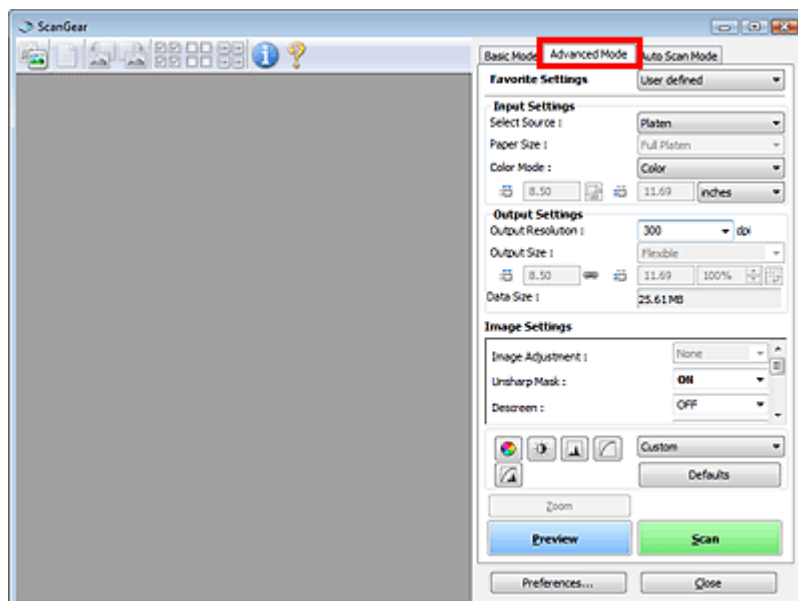 ScanGear
Basic Mode Advanced Mode Auto Scan Mode
Favorite Settings User defined
Input Settings
Select Source : Platen
Paper Size : Full Platen
Color Mode : Color
8.50 11.69 inches
Output Settings
Output Resolution : 300 dpi
Output Size : Flexible
8.50 11.69 100%
Data Size : 25.61 MB
Image Settings
Image Adjustment : None
Unsharp Mask : ON
Descreen : OFF
Custom
Defaults
Zoom
Preview Scan
Preferences... Close